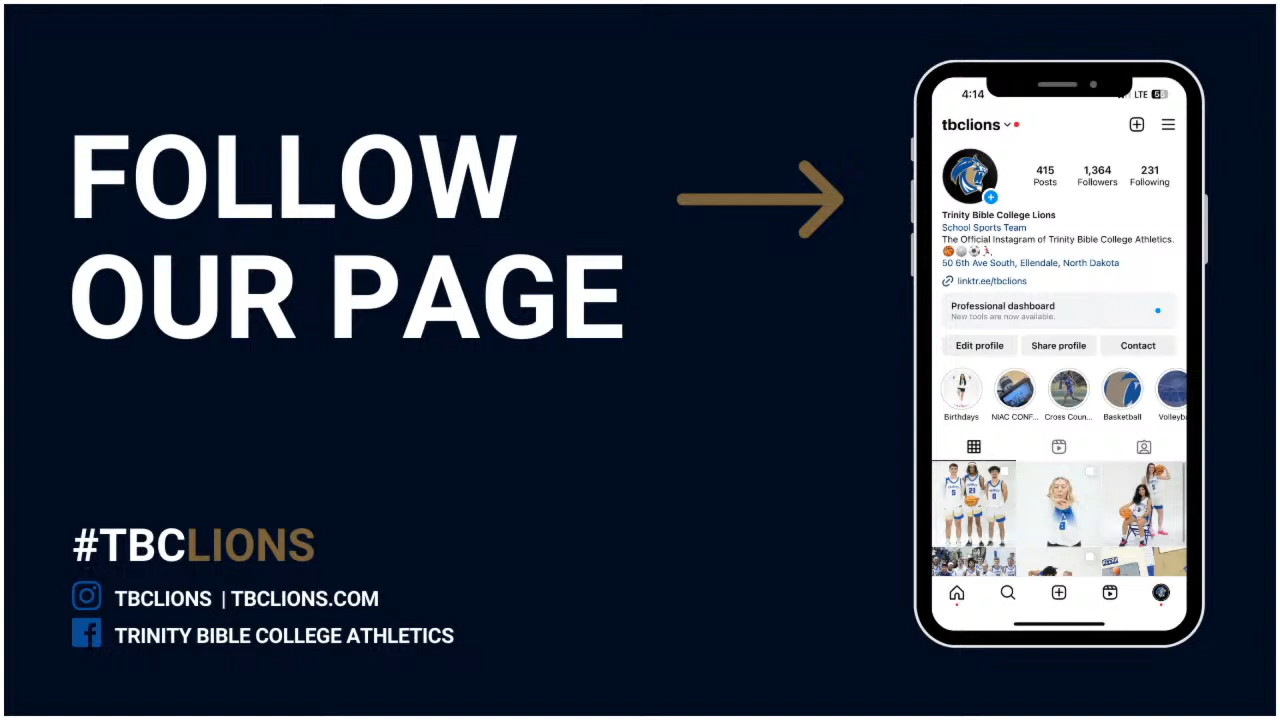 FOLLOW
OUR PAGE
#TBCLIONS
TBCLIONS | TBCLIONS.COM
TRINITY BIBLE COLLEGE ATHLETICS
4:14
LTE
tbclions
415
1,364
231
Posts
Followers
Following
Trinity Bible College Lions
School Sports Team
The Official Instagram of Trinity Bible College Athletics.
50 6th Ave South, Ellendale, North Dakota
linktr.ee/tbclions
Professional dashboard
New tools are now available.
Edit profile
Share profile
Contact
Birthdays
NIAC CONF...
Cross Coun...
Basketball
Volleyba